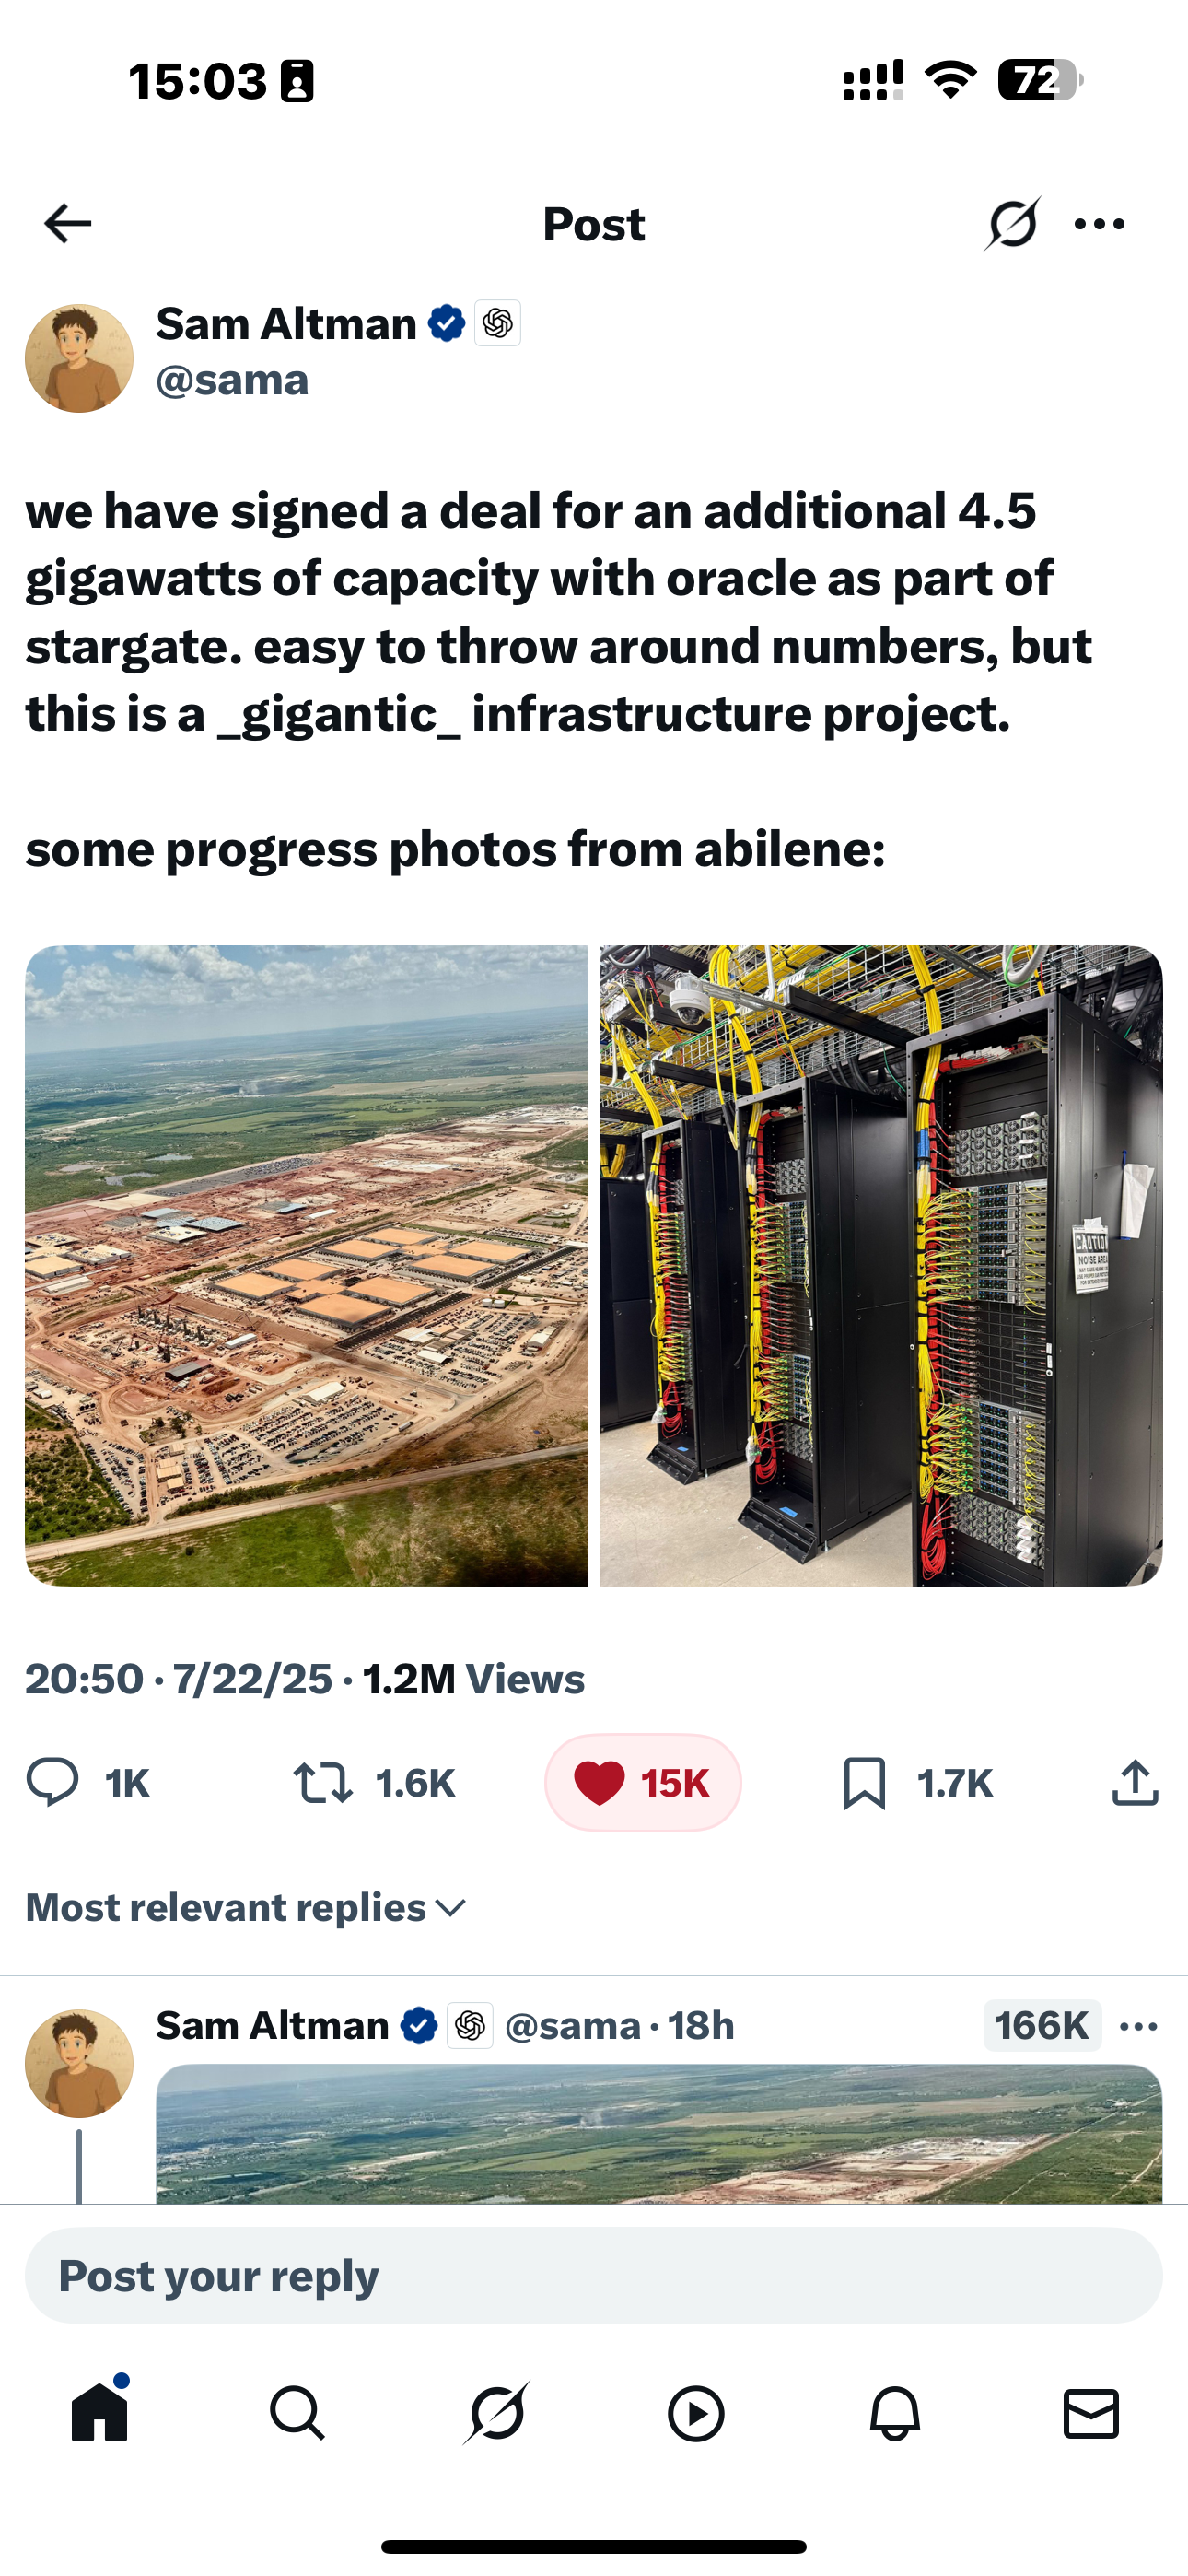 15:03
72
Post
Sam Altman
@sama
we have signed a deal for an additional 4.5
gigawatts of capacity with oracle as part of
stargate. easy to throw around numbers, but
this is a _gigantic_ infrastructure project.
some progress photos from abilene:
CAUTIO
NOISE AREA
20:50 · 7/22/25 · 1.2M Views
1K 1.6K 15K 1.7K
Most relevant replies
Sam Altman @sama · 18h 166K
Post your reply